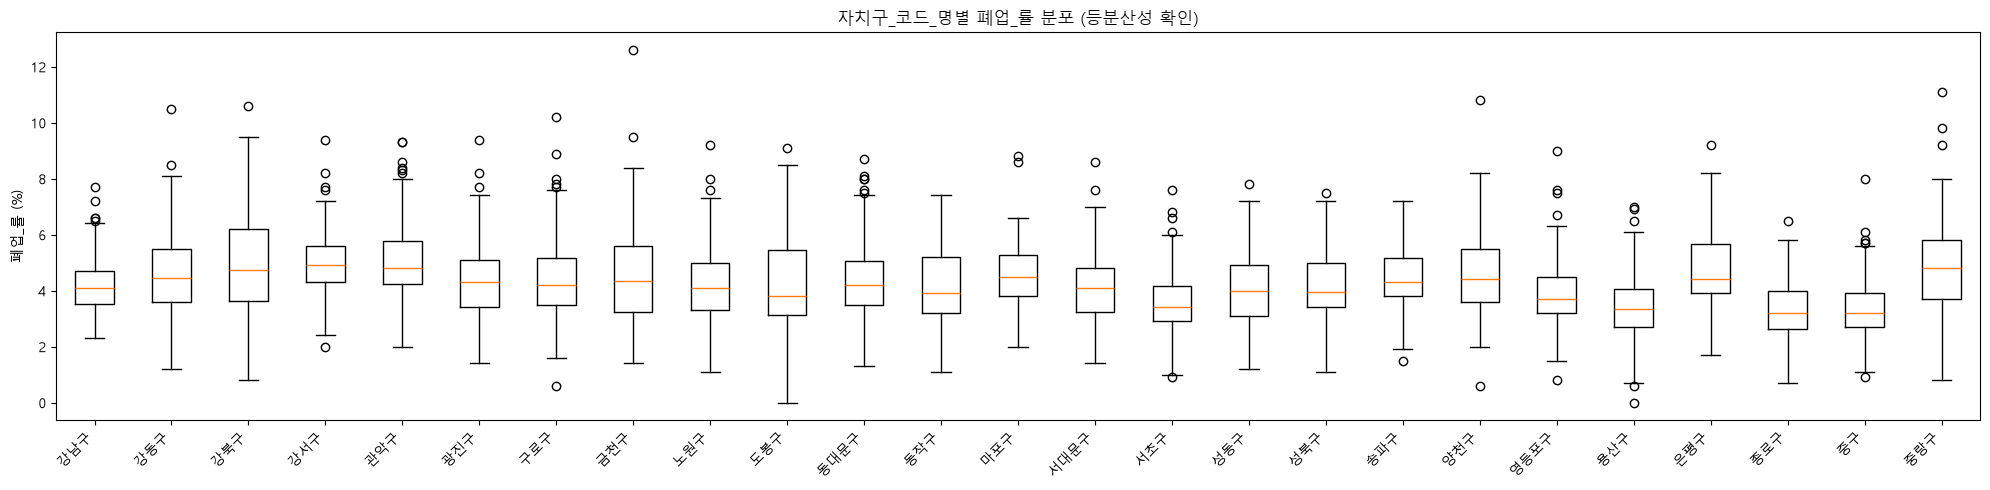 자치구_코드_명별 폐업_률 분포 (등분산성 확인)
폐업_률 (%)
12
10
8
6
4
2
0
강남구
강동구
강북구
강서구
관악구
광진구
구로구
금천구
노원구
도봉구
동대문구
동작구
마포구
서대문구
서초구
성동구
성북구
송파구
양천구
영등포구
용산구
은평구
종로구
중구
중랑구